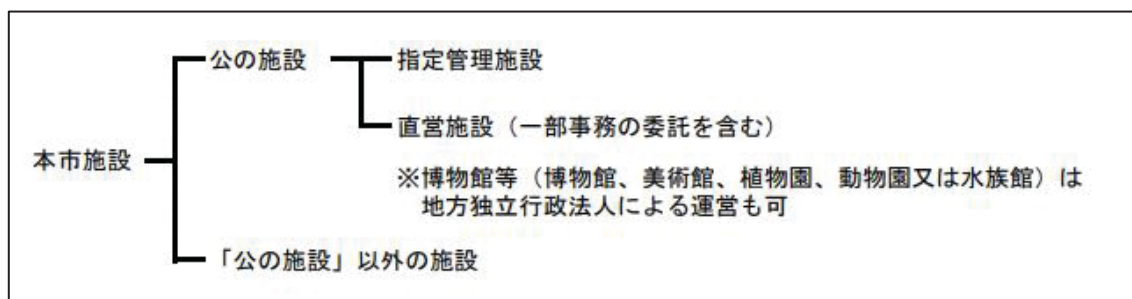 公の施設
指定管理施設
直営施設（一部事務の委託を含む）
本市施設
※博物館等（博物館、美術館、植物園、動物園又は水族館）は
地方独立行政法人による運営も可
「公の施設」以外の施設